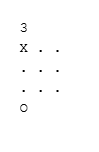 3
X . .
. . .
. . .
O